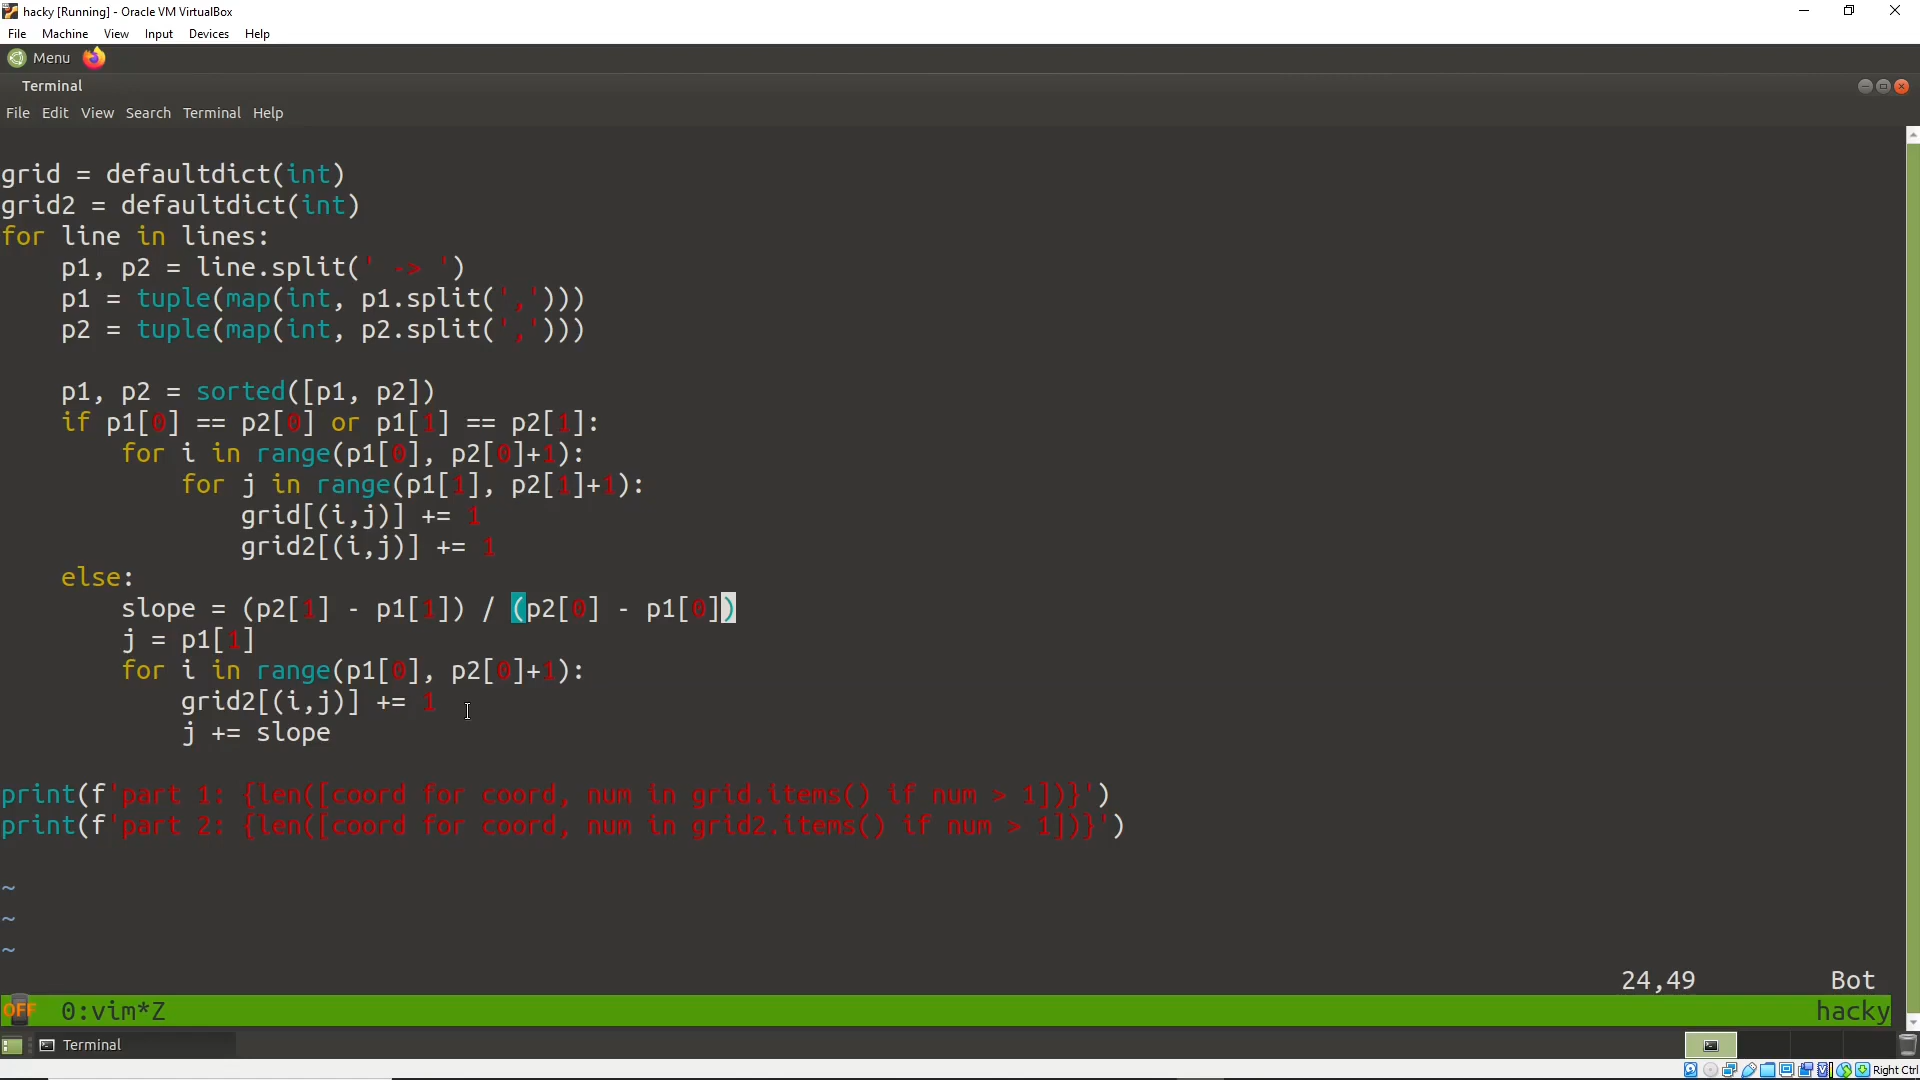 hacky [Running] - Oracle VM VirtualBox
File Machine View Input Devices Help
Menu
Terminal
File Edit View Search Terminal Help
grid = defaultdict(int)
grid2 = defaultdict(int)
for line in lines:
    p1, p2 = line.split(' -> ')
    p1 = tuple(map(int, p1.split(',')))
    p2 = tuple(map(int, p2.split(',')))
    p1, p2 = sorted([p1, p2])
    if p1[0] == p2[0] or p1[1] == p2[1]:
        for i in range(p1[0], p2[0]+1):
            for j in range(p1[1], p2[1]+1):
                grid[(i,j)] += 1
                grid2[(i,j)] += 1
    else:
        slope = (p2[1] - p1[1]) / (p2[0] - p1[0])
        j = p1[1]
        for i in range(p1[0], p2[0]+1):
            grid2[(i,j)] += 1
            j += slope
print(f'part 1: {len([coord for coord, num in grid.items() if num > 1])}')
print(f'part 2: {len([coord for coord, num in grid2.items() if num > 1])}')
~
~
~
24,49 Bot
OFF 0:vim*Z hacky
Terminal
Right Ctrl